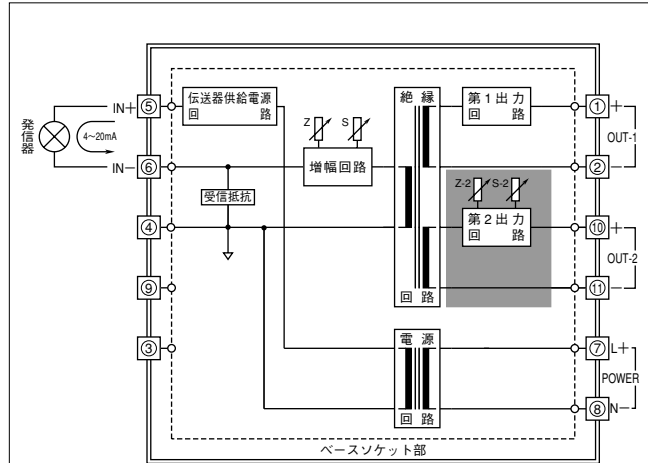 発信器
4〜20mA
IN+
IN−
⑤
⑥
④
⑨
③
伝送器供給電源
回 路
Z
S
増幅回路
受信抵抗
絶 縁
回 路
第1出力
回 路
Z-2
S-2
第2出力
回 路
電 源
回 路
①
+
OUT-1
②
−
⑩
+
OUT-2
⑪
−
⑦
L+
POWER
⑧
N−
ベースソケット部